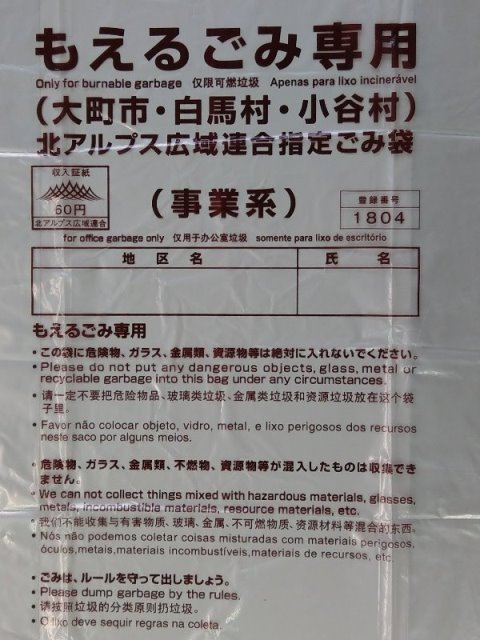 もえるごみ専用
Only for burnable garbage 仅限可燃垃圾 Apenas para lixo incinerável
（大町市・白馬村・小谷村）
北アルプス広域連合指定ごみ袋
収入証紙
60円
北アルプス広域連合
（事業系）
登録番号
1804
for office garbage only 仅用于办公室垃圾 somente para lixo de escritório
地区名 氏名
もえるごみ専用
・この袋に危険物、ガラス、金属類、資源物等は絶対に入れないでください。
・Please do not put any dangerous objects, glass, metal or
recyclable garbage into this bag under any circumstances.
・请一定不要把危险物品、玻璃类垃圾、金属类垃圾和资源垃圾放在这个袋
子里。
・Favor não colocar objeto, vidro, metal, e lixo perigosos dos recursos
neste saco por alguns meios.
・危険物、ガラス、金属類、不燃物、資源物等が混入したものは収集でき
ません。
・We can not collect things mixed with hazardous materials, glasses,
metals, incombustible materials, resource materials, etc.
・我们不能收集与有害物质、玻璃、金属、不可燃物质、资源材料等混合的东西。
・Nós não podemos coletar coisas misturadas com materiais perigosos,
óculos,metais,materiais incombustíveis,materiais de recursos, etc.
・ごみは、ルールを守って出しましょう。
・Please dump garbage by the rules.
・请按照垃圾的分类原则扔垃圾。
・O lixo deve sequir regras na coleta.